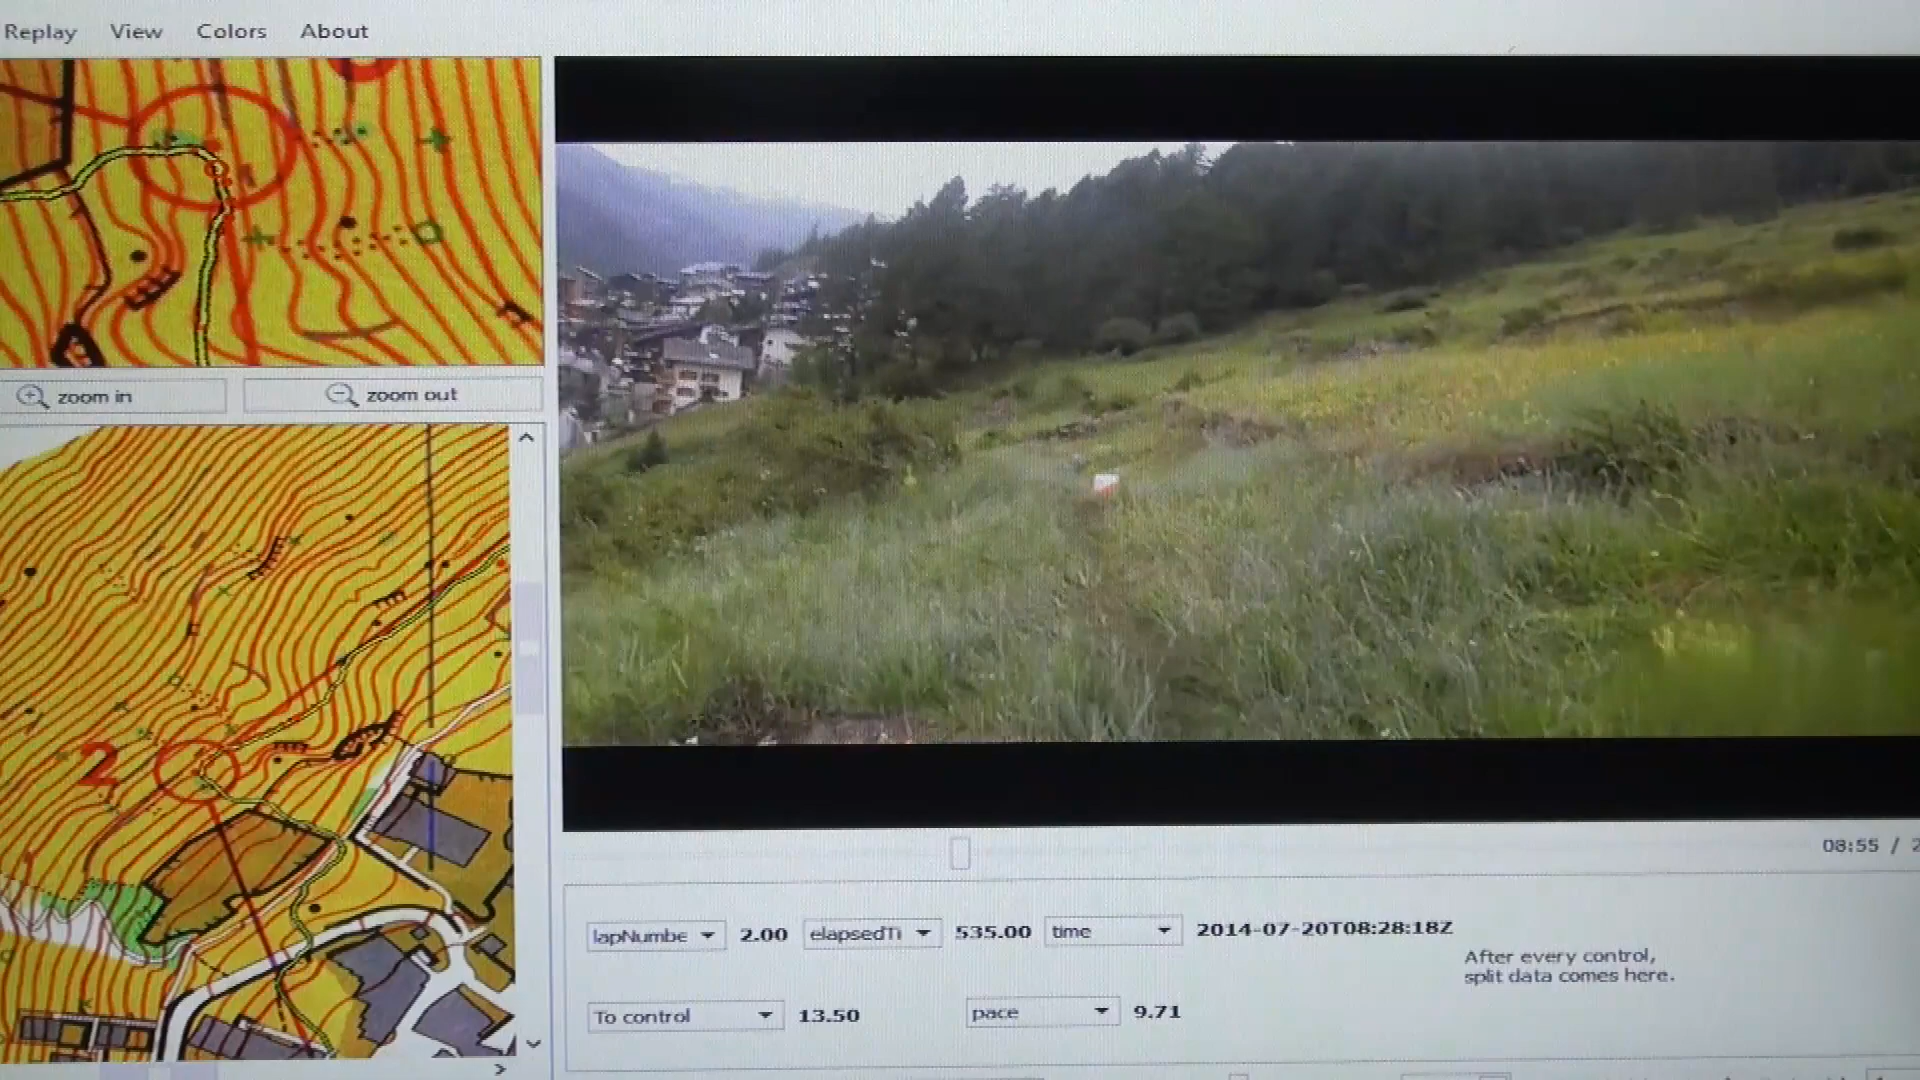 Replay View Colors About
zoom in zoom out
2
08:55 / 2
lapNumbe 2.00 elapsedTi 535.00 time 2014-07-20T08:28:18Z
After every control,
split data comes here.
To control 13.50 pace 9.71